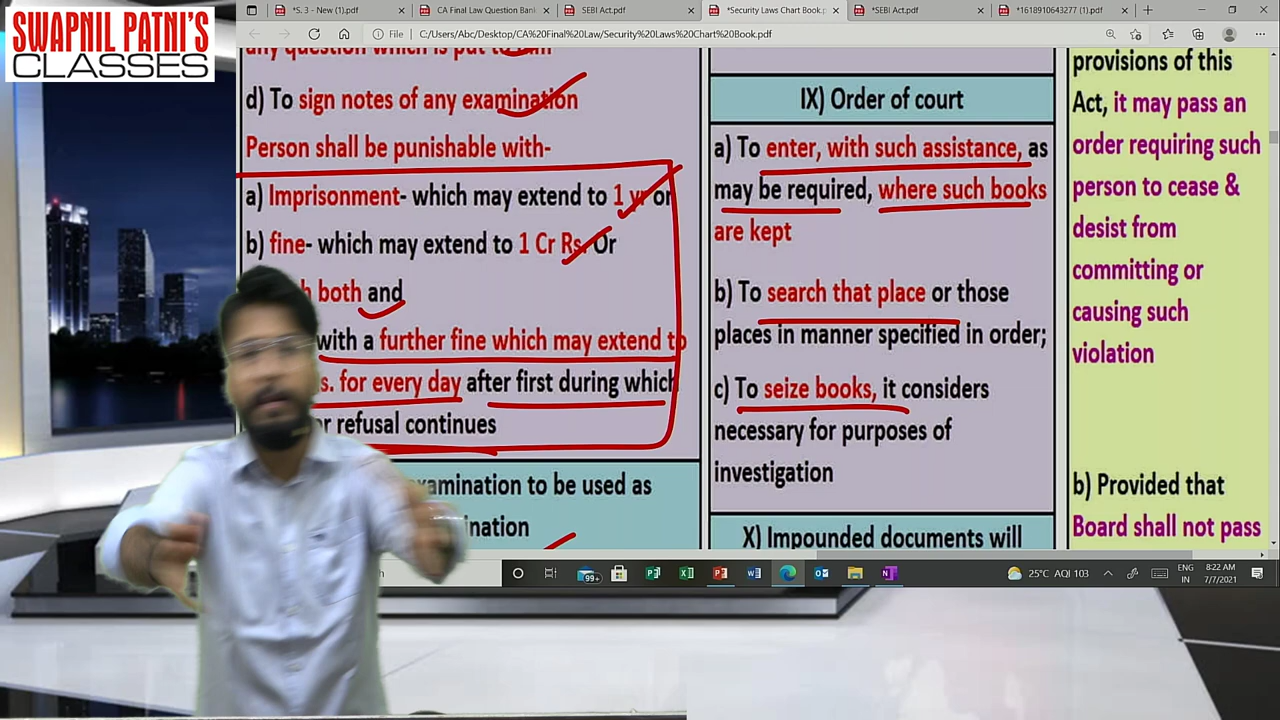 SWAPNIL PATNI'S
CLASSES
*S. 3 - New (1).pdf
CA Final Law Question Ban
SEBI Act.pdf
*Security Laws Chart Book.p
*SEBI Act.pdf
*1618910643277 (1).pdf
File
C:/Users/Abc/Desktop/CA%20Final%20Law/Security%20Laws%20Chart%20Book.pdf
any question which is put to
d) To sign notes of any examination
Person shall be punishable with-
a) Imprisonment- which may extend to 1 yr or
b) fine- which may extend to 1 Cr Rs. Or
both and
with a further fine which may extend to
for every day after first during which
refusal continues
examination to be used as
IX) Order of court
a) To enter, with such assistance, as
may be required, where such books
are kept
b) To search that place or those
places in manner specified in order;
c) To seize books, it considers
necessary for purposes of
investigation
X) Impounded documents will
provisions of this
Act, it may pass an
order requiring such
person to cease &
desist from
committing or
causing such
violation
b) Provided that
Board shall not pass
99+
25°C AQI 103
ENG
IN
8:22 AM
7/7/2021